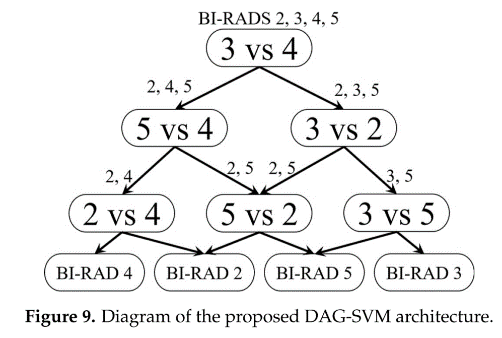 BI-RADS 2, 3, 4, 5
3 vs 4
2, 4, 5
2, 3, 5
5 vs 4
3 vs 2
2, 4
2, 5
2, 5
3, 5
2 vs 4
5 vs 2
3 vs 5
BI-RAD 4
BI-RAD 2
BI-RAD 5
BI-RAD 3
Figure 9. Diagram of the proposed DAG-SVM architecture.